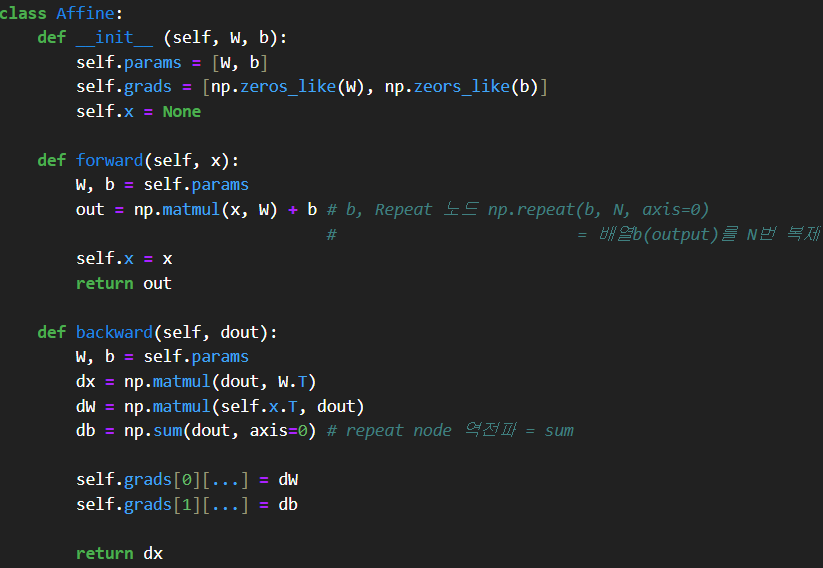 class Affine:
    def __init__ (self, W, b):
        self.params = [W, b]
        self.grads = [np.zeros_like(W), np.zeors_like(b)]
        self.x = None

    def forward(self, x):
        W, b = self.params
        out = np.matmul(x, W) + b # b, Repeat 노드 np.repeat(b, N, axis=0)
                                  #                         = 배열b(output)를 N번 복제
        self.x = x
        return out

    def backward(self, dout):
        W, b = self.params
        dx = np.matmul(dout, W.T)
        dW = np.matmul(self.x.T, dout)
        db = np.sum(dout, axis=0) # repeat node 역전파 = sum

        self.grads[0][...] = dW
        self.grads[1][...] = db

        return dx